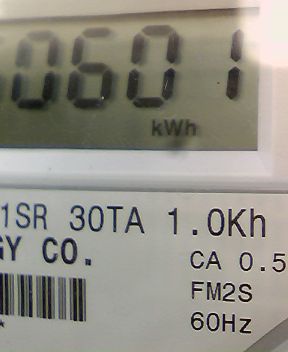 0601
kWh
1SR 30TA 1.0Kh
GY CO.
CA 0.5
FM2S
60Hz